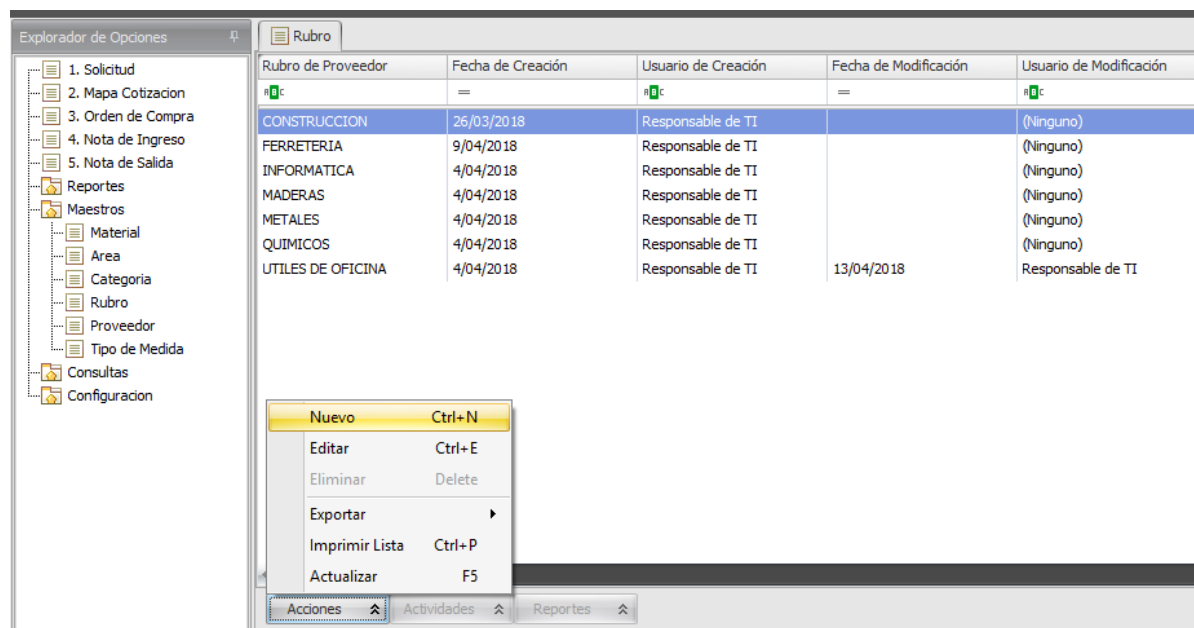 Explorador de Opciones
1. Solicitud
2. Mapa Cotizacion
3. Orden de Compra
4. Nota de Ingreso
5. Nota de Salida
Reportes
Maestros
Material
Area
Categoria
Rubro
Proveedor
Tipo de Medida
Consultas
Configuracion
Rubro
Rubro de Proveedor Fecha de Creación Usuario de Creación Fecha de Modificación Usuario de Modificación
ABC = ABC = ABC
CONSTRUCCION 26/03/2018 Responsable de TI (Ninguno)
FERRETERIA 9/04/2018 Responsable de TI (Ninguno)
INFORMATICA 4/04/2018 Responsable de TI (Ninguno)
MADERAS 4/04/2018 Responsable de TI (Ninguno)
METALES 4/04/2018 Responsable de TI (Ninguno)
QUIMICOS 4/04/2018 Responsable de TI (Ninguno)
UTILES DE OFICINA 4/04/2018 Responsable de TI 13/04/2018 Responsable de TI
Nuevo Ctrl+N
Editar Ctrl+E
Eliminar Delete
Exportar
Imprimir Lista Ctrl+P
Actualizar F5
Acciones Actividades Reportes